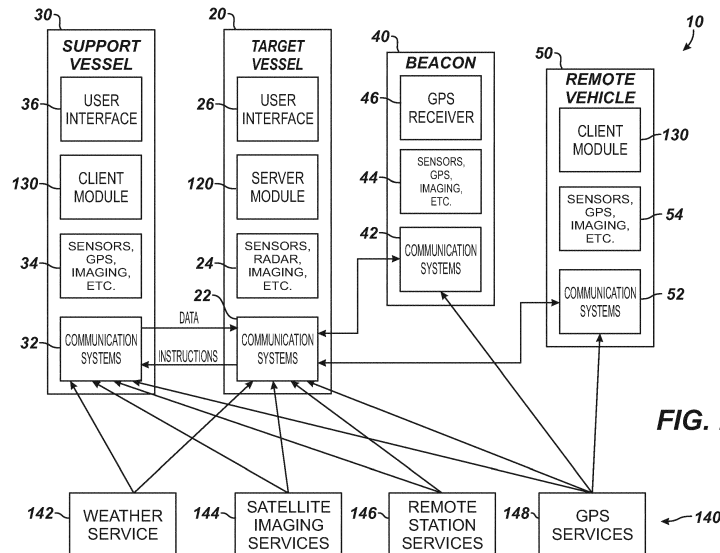 30
SUPPORT
VESSEL
36
USER
INTERFACE
130
CLIENT
MODULE
34
SENSORS,
GPS,
IMAGING,
ETC.
32
COMMUNICATION
SYSTEMS
DATA
INSTRUCTIONS
20
TARGET
VESSEL
26
USER
INTERFACE
120
SERVER
MODULE
24
SENSORS,
RADAR,
IMAGING,
ETC.
22
COMMUNICATION
SYSTEMS
40
BEACON
46
GPS
RECEIVER
44
SENSORS,
GPS,
IMAGING,
ETC.
42
COMMUNICATION
SYSTEMS
50
REMOTE
VEHICLE
CLIENT
MODULE
130
SENSORS,
GPS,
IMAGING,
ETC.
54
COMMUNICATION
SYSTEMS
52
10
FIG.
142
WEATHER
SERVICE
144
SATELLITE
IMAGING
SERVICES
146
REMOTE
STATION
SERVICES
148
GPS
SERVICES
140